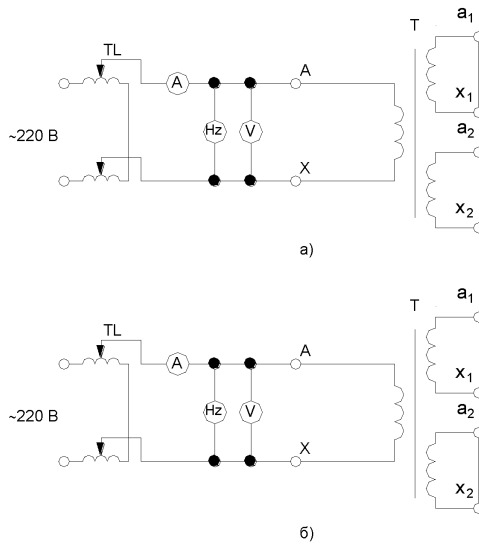 a1
T
TL
A
A
x1
Hz
V
a2
~220 В
X
x2
а)
a1
T
TL
A
A
x1
Hz
V
a2
~220 В
X
x2
б)